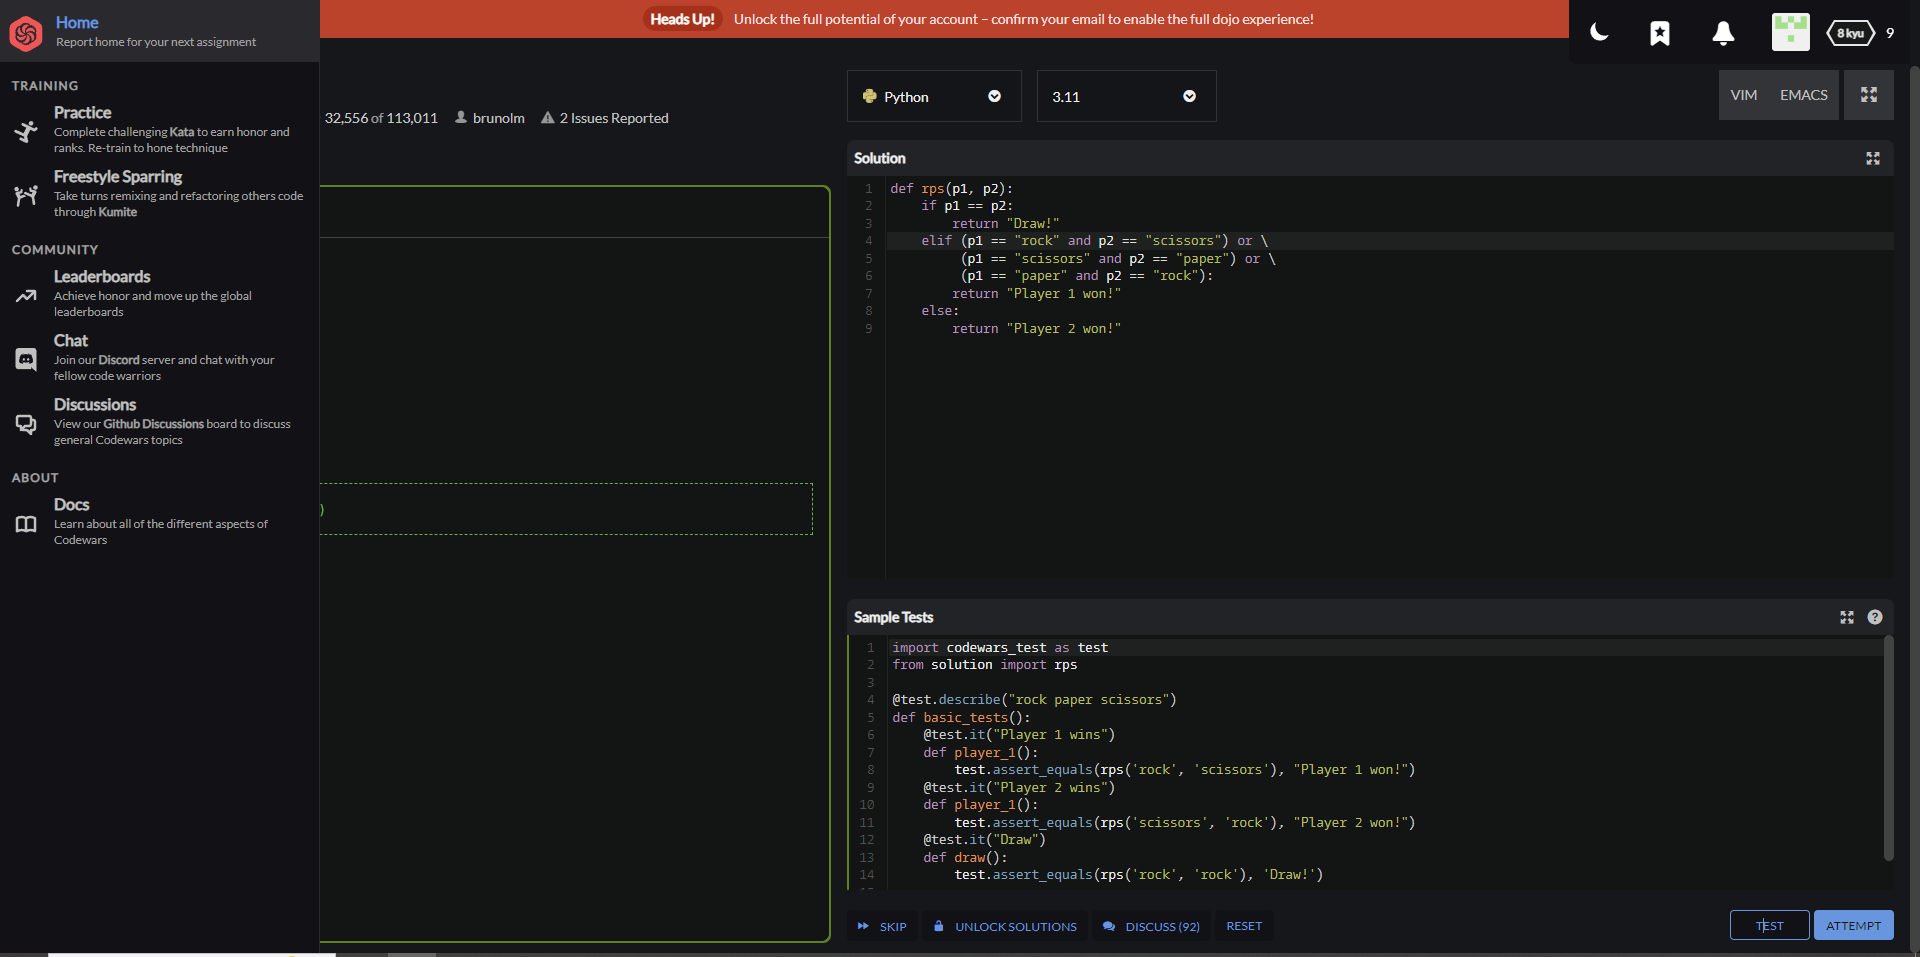 Home
Report home for your next assignment
TRAINING
Practice
Complete challenging Kata to earn honor and
ranks. Re-train to hone technique
Freestyle Sparring
Take turns remixing and refactoring others code
through Kumite
COMMUNITY
Leaderboards
Achieve honor and move up the global
leaderboards
Chat
Join our Discord server and chat with your
fellow code warriors
Discussions
View our Github Discussions board to discuss
general Codewars topics
ABOUT
Docs
Learn about all of the different aspects of
Codewars
Heads Up! Unlock the full potential of your account – confirm your email to enable the full dojo experience!
8 kyu 9
32,556 of 113,011 brunolm 2 Issues Reported
)
Python 3.11
VIM EMACS
Solution
1 def rps(p1, p2):
2     if p1 == p2:
3         return "Draw!"
4     elif (p1 == "rock" and p2 == "scissors") or \
5          (p1 == "scissors" and p2 == "paper") or \
6          (p1 == "paper" and p2 == "rock"):
7         return "Player 1 won!"
8     else:
9         return "Player 2 won!"
Sample Tests
1 import codewars_test as test
2 from solution import rps
3
4 @test.describe("rock paper scissors")
5 def basic_tests():
6     @test.it("Player 1 wins")
7     def player_1():
8         test.assert_equals(rps('rock', 'scissors'), "Player 1 won!")
9     @test.it("Player 2 wins")
10     def player_1():
11         test.assert_equals(rps('scissors', 'rock'), "Player 2 won!")
12     @test.it("Draw")
13     def draw():
14         test.assert_equals(rps('rock', 'rock'), 'Draw!')
SKIP UNLOCK SOLUTIONS DISCUSS (92) RESET TEST ATTEMPT